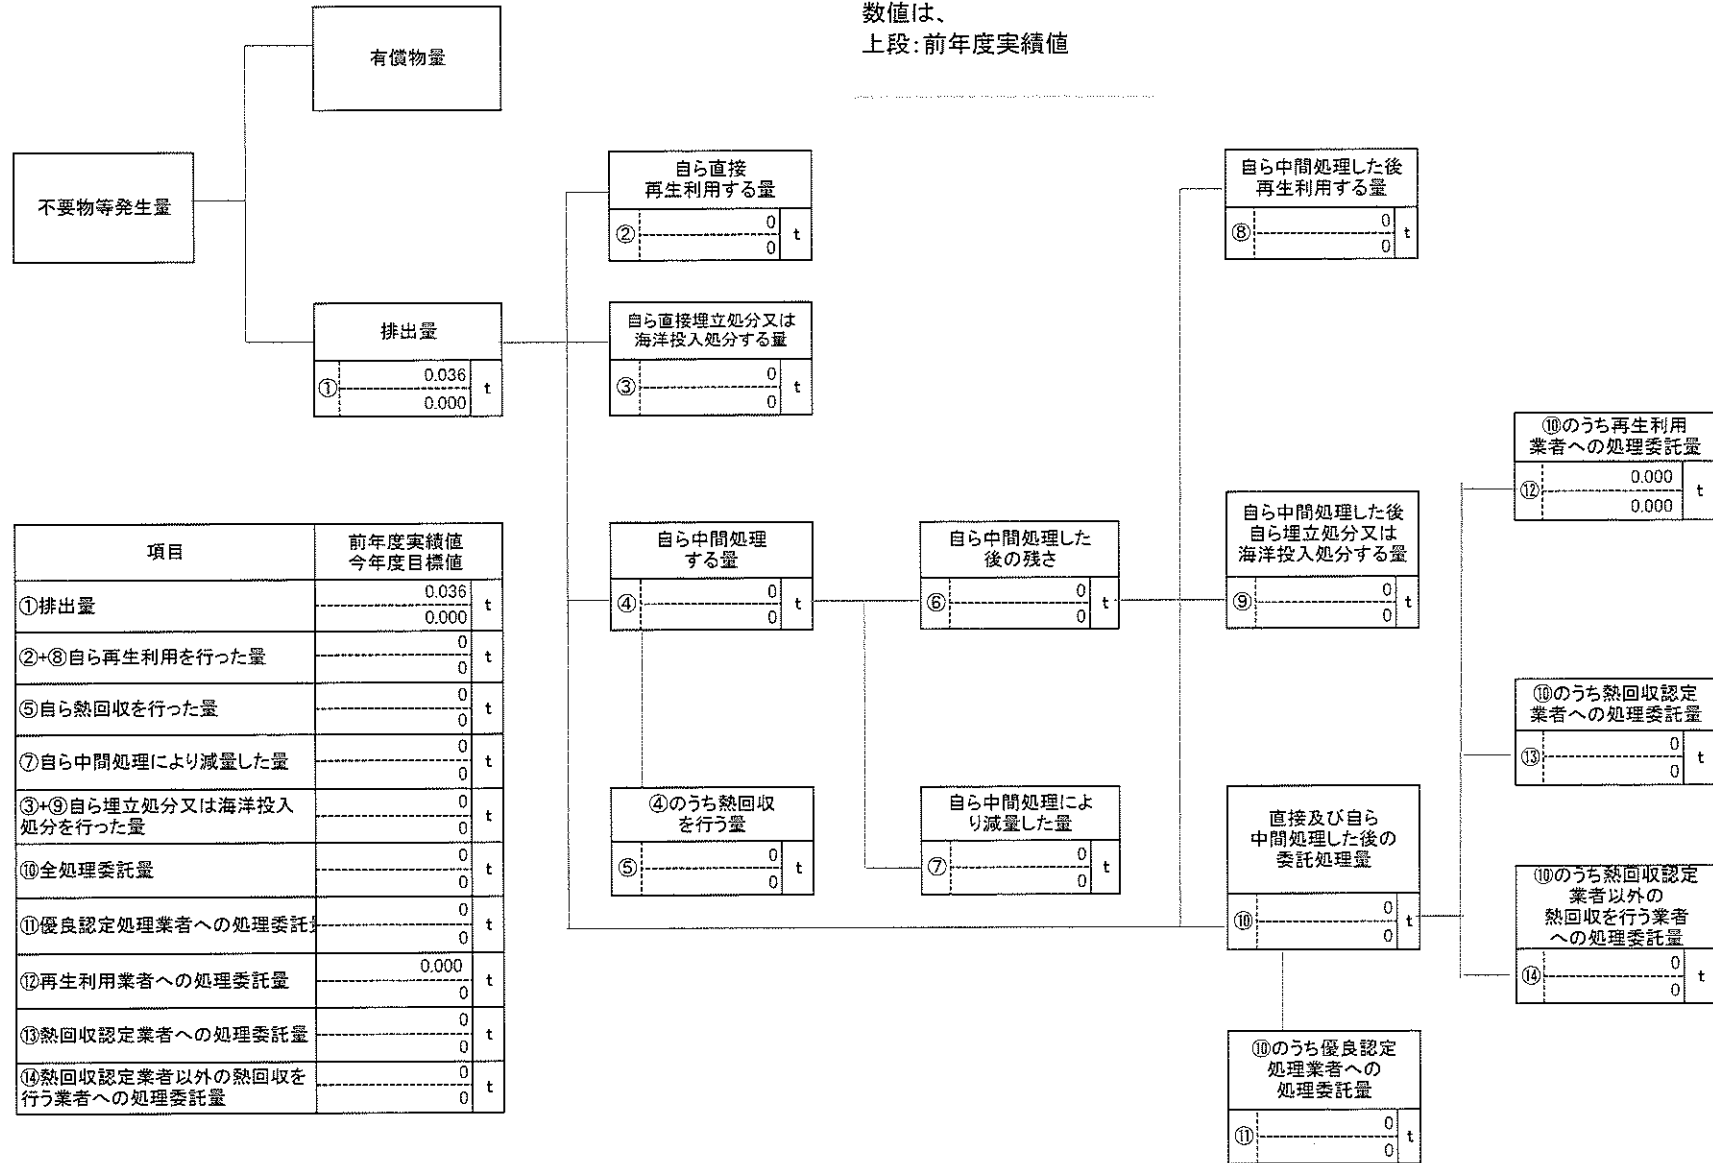 数値は、
上段:前年度実績値
有償物量
不要物等発生量
排出量
① 0.036 t
0.000
自ら直接
再生利用する量
② 0 t
0
自ら直接埋立処分又は
海洋投入処分する量
③ 0 t
0
自ら中間処理
する量
④ 0 t
0
④のうち熱回収
を行う量
⑤ 0 t
0
自ら中間処理した
後の残さ
⑥ 0 t
0
自ら中間処理によ
り減量した量
⑦ 0 t
0
自ら中間処理した後
再生利用する量
⑧ 0 t
0
自ら中間処理した後
自ら埋立処分又は
海洋投入処分する量
⑨ 0 t
0
直接及び自ら
中間処理した後の
委託処理量
⑩ 0 t
0
⑩のうち優良認定
処理業者への
処理委託量
⑪ 0 t
0
⑩のうち再生利用
業者への処理委託量
⑫ 0.000 t
0.000
⑩のうち熱回収認定
業者への処理委託量
⑬ 0 t
0
⑩のうち熱回収認定
業者以外の
熱回収を行う業者
への処理委託量
⑭ 0 t
0
項目 前年度実績値
今年度目標値
①排出量 0.036 t
0.000
②+⑧自ら再生利用を行った量 0 t
0
⑤自ら熱回収を行った量 0 t
0
⑦自ら中間処理により減量した量 0 t
0
③+⑨自ら埋立処分又は海洋投入
処分を行った量 0 t
0
⑩全処理委託量 0 t
0
⑪優良認定処理業者への処理委託 0 t
0
⑫再生利用業者への処理委託量 0.000 t
0
⑬熱回収認定業者への処理委託量 0 t
0
⑭熱回収認定業者以外の熱回収を
行う業者への処理委託量 0 t
0